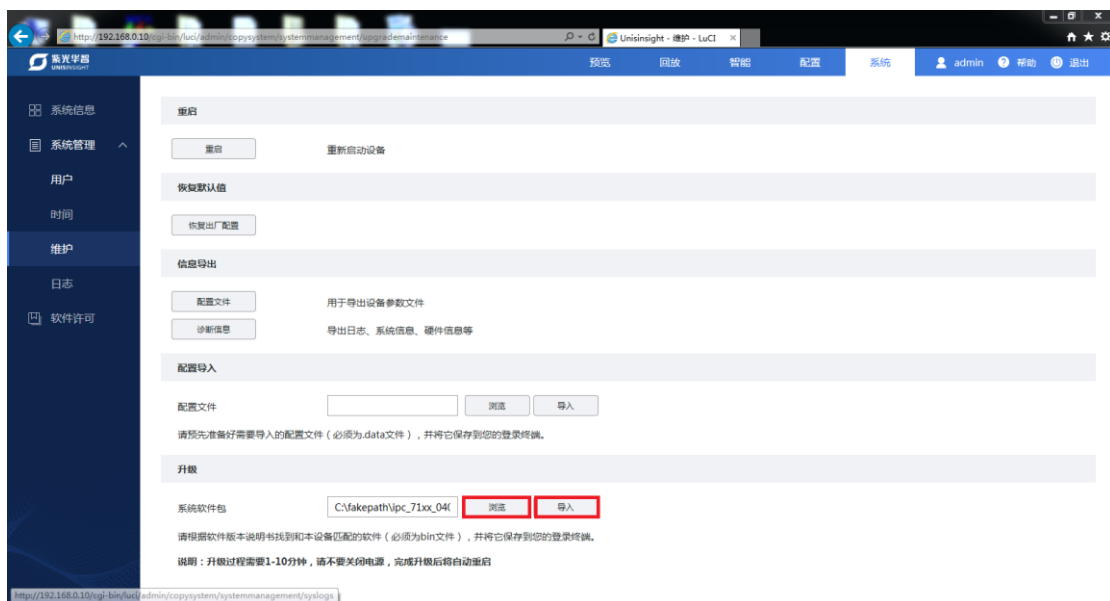 http://192.168.0.10/cgi-bin/luci/admin/copysystem/systemmanagement/upgrademaintenance
Unisinsight - 维护 - LuCI
紫光华智
UNISINSIGHT
预览 回放 智能 配置 系统 admin 帮助 退出
系统信息
系统管理
用户
时间
维护
日志
软件许可
重启
重启 重新启动设备
恢复默认值
恢复出厂配置
信息导出
配置文件 用于导出设备参数文件
诊断信息 导出日志、系统信息、硬件信息等
配置导入
配置文件 浏览 导入
请预先准备好需要导入的配置文件（必须为.data文件），并将它保存到您的登录终端。
升级
系统软件包 C:\fakepath\ipc_71xx_04( 浏览 导入
请根据软件版本说明书找到和本设备匹配的软件（必须为bin文件），并将它保存到您的登录终端。
说明：升级过程需要1-10分钟，请不要关闭电源，完成升级后将自动重启
http://192.168.0.10/cgi-bin/luci/admin/copysystem/systemmanagement/syslogs